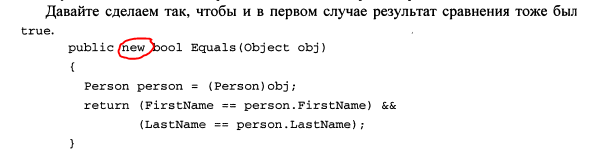 Давайте сделаем так, чтобы и в первом случае результат сравнения тоже был
true.
public new bool Equals(Object obj)
{
Person person = (Person)obj;
return (FirstName == person.FirstName) &&
(LastName == person.LastName);
}